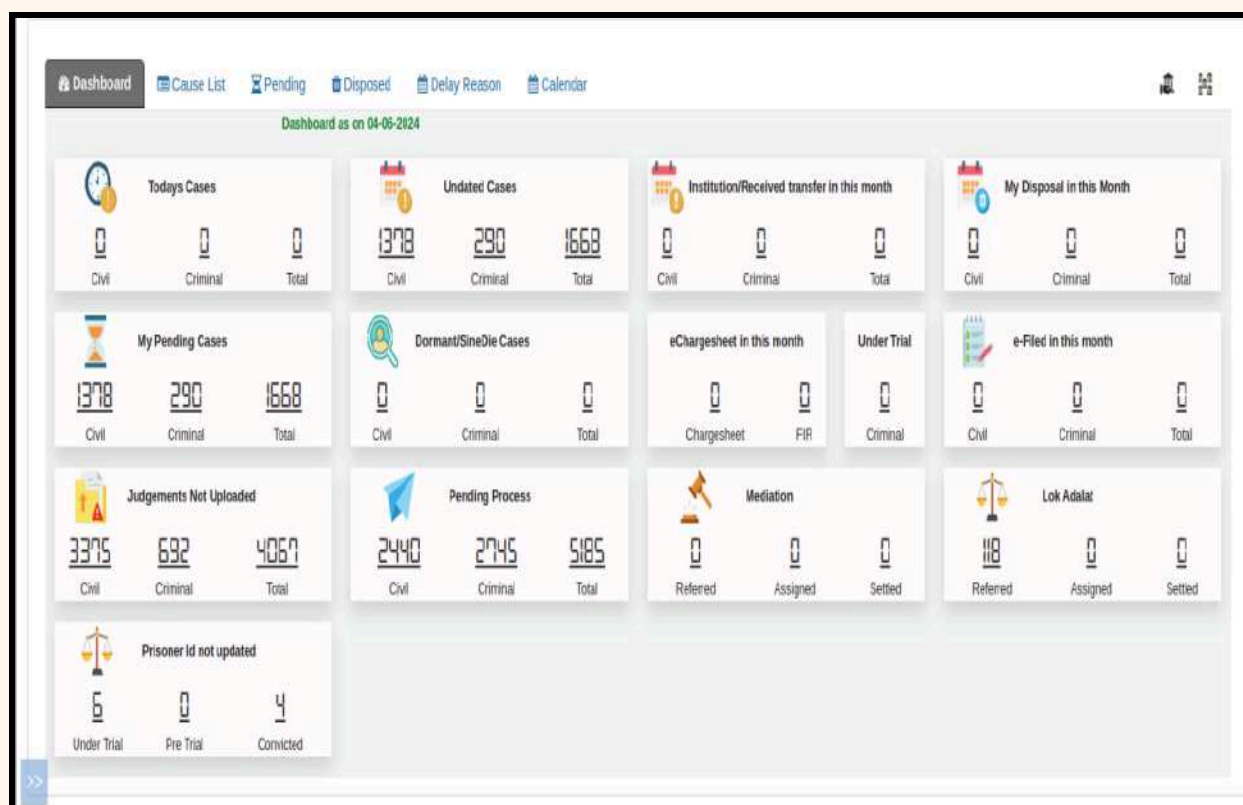 Dashboard Cause List Pending Disposed Delay Reason Calendar
Dashboard as on 04-06-2024
Todays Cases
0 0 0
Civil Criminal Total
Undated Cases
1378 290 1668
Civil Criminal Total
Institution/Received transfer in this month
0 0 0
Civil Criminal Total
My Disposal in this Month
0 0 0
Civil Criminal Total
My Pending Cases
1378 290 1668
Civil Criminal Total
Dormant/SineDie Cases
0 0 0
Civil Criminal Total
eChargesheet in this month
0 0
Chargesheet FIR
Under Trial
0
Criminal
e-Filed in this month
0 0 0
Civil Criminal Total
Judgements Not Uploaded
3375 692 4067
Civil Criminal Total
Pending Process
2440 2745 5185
Civil Criminal Total
Mediation
0 0 0
Referred Assigned Settled
Lok Adalat
118 0 0
Referred Assigned Settled
Prisoner Id not updated
6 0 4
Under Trial Pre Trial Convicted
>>